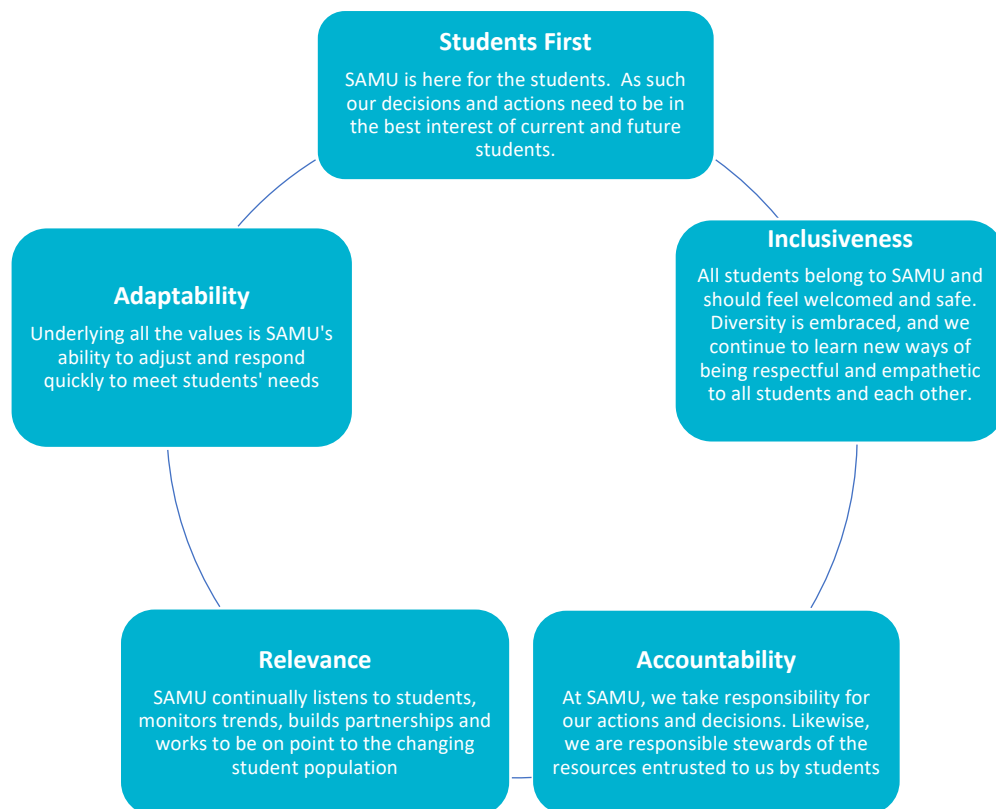 Students First
SAMU is here for the students.  As such
our decisions and actions need to be in
the best interest of current and future
students.
Inclusiveness
All students belong to SAMU and
should feel welcomed and safe.
Diversity is embraced, and we
continue to learn new ways of
being respectful and empathetic
to all students and each other.
Accountability
At SAMU, we take responsibility for
our actions and decisions. Likewise,
we are responsible stewards of the
resources entrusted to us by students
Relevance
SAMU continually listens to students,
monitors trends, builds partnerships and
works to be on point to the changing
student population
Adaptability
Underlying all the values is SAMU's
ability to adjust and respond
quickly to meet students' needs